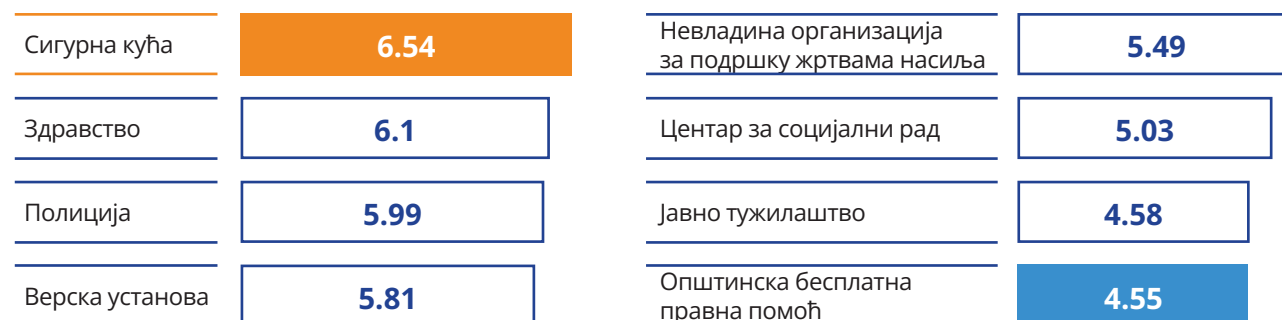 Сигурна кућа
6.54
Здравство
6.1
Полиција
5.99
Верска установа
5.81
Невладина организација
за подршку жртвама насиља
5.49
Центар за социјални рад
5.03
Јавно тужилаштво
4.58
Општинска бесплатна
правна помоћ
4.55